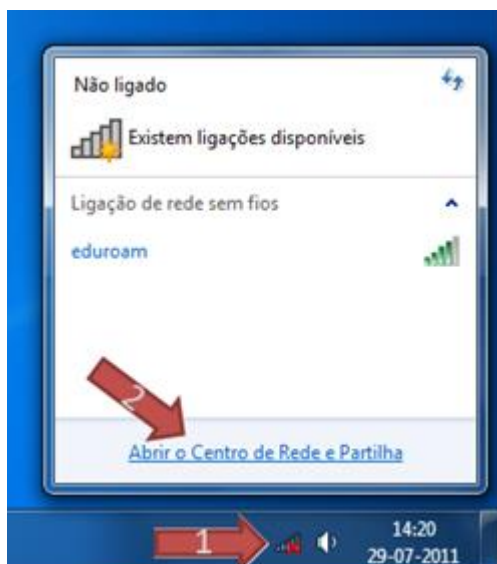 Não ligado
Existem ligações disponíveis
Ligação de rede sem fios
eduroam
2
Abrir o Centro de Rede e Partilha
1
14:20
29-07-2011